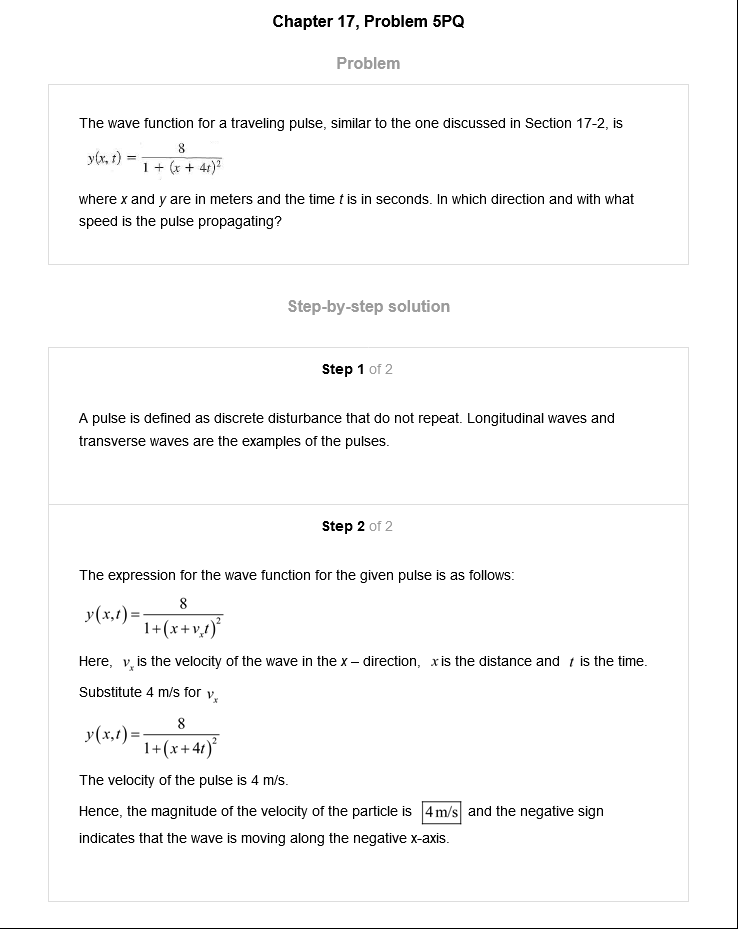 Chapter 17, Problem 5PQ
Problem
The wave function for a traveling pulse, similar to the one discussed in Section 17-2, is
y(x, t) = 8 / 1 + (x + 4t)²
where x and y are in meters and the time t is in seconds. In which direction and with what
speed is the pulse propagating?
Step-by-step solution
Step 1 of 2
A pulse is defined as discrete disturbance that do not repeat. Longitudinal waves and
transverse waves are the examples of the pulses.
Step 2 of 2
The expression for the wave function for the given pulse is as follows:
y(x,t) = 8 / 1+(x+vₓt)²
Here, vₓ is the velocity of the wave in the x – direction, x is the distance and t is the time.
Substitute 4 m/s for vₓ
y(x,t) = 8 / 1+(x+4t)²
The velocity of the pulse is 4 m/s.
Hence, the magnitude of the velocity of the particle is 4 m/s and the negative sign
indicates that the wave is moving along the negative x-axis.